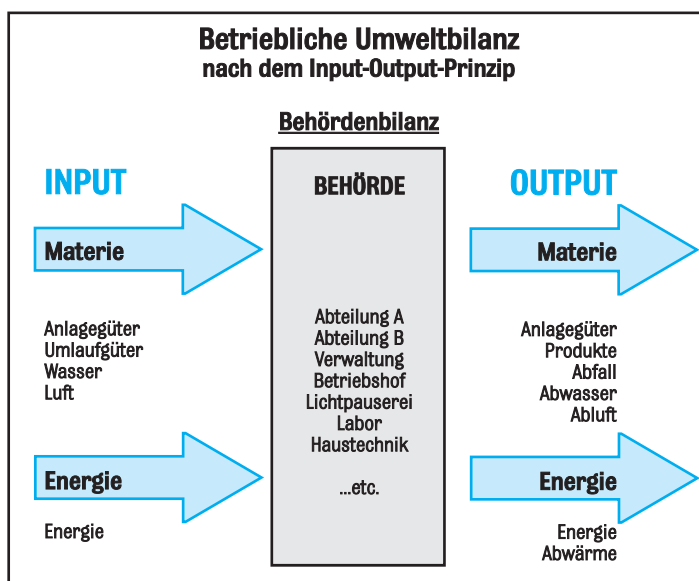 Betriebliche Umweltbilanz
nach dem Input-Output-Prinzip
Behördenbilanz
INPUT
Materie
Anlagegüter
Umlaufgüter
Wasser
Luft
Energie
Energie
BEHÖRDE
Abteilung A
Abteilung B
Verwaltung
Betriebshof
Lichtpauserei
Labor
Haustechnik
...etc.
OUTPUT
Materie
Anlagegüter
Produkte
Abfall
Abwasser
Abluft
Energie
Energie
Abwärme